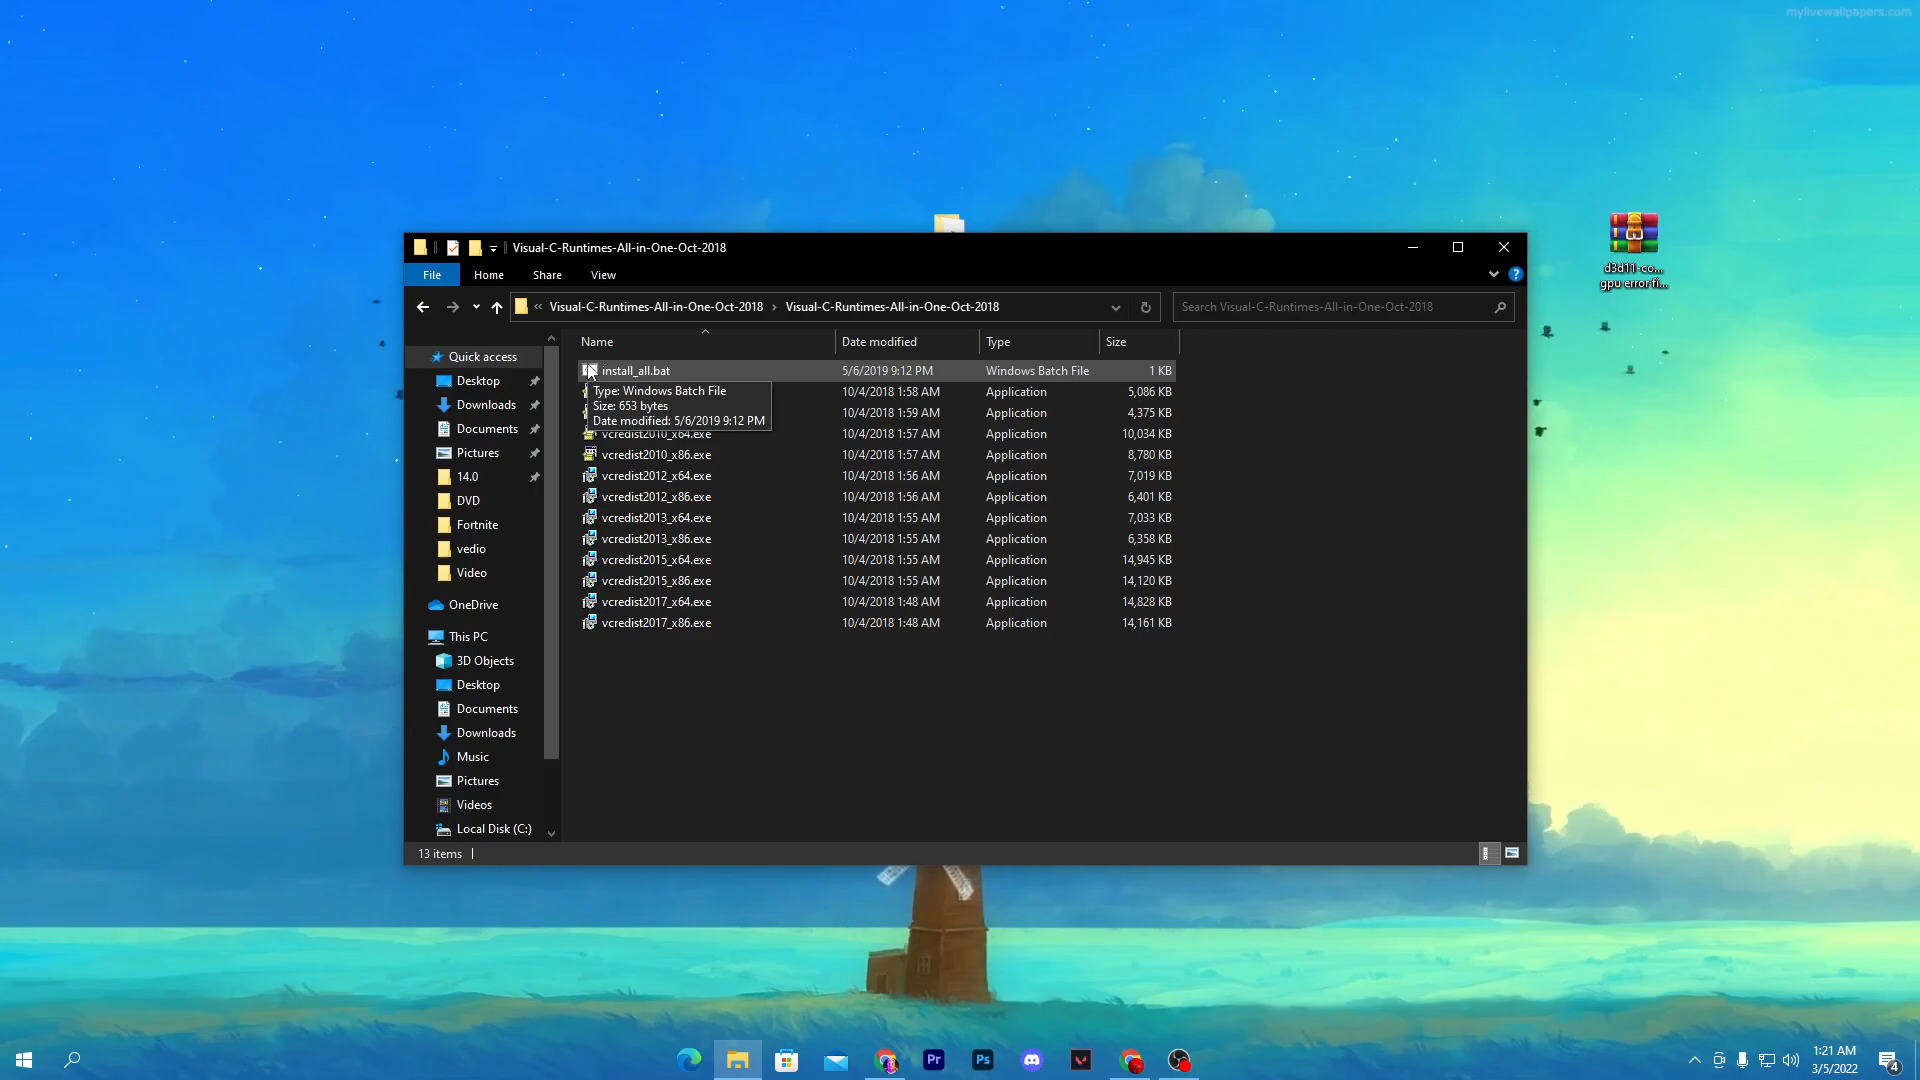 mylivewallpapers.com
d3d11-co...
gpu error fi...
Visual-C-Runtimes-All-in-One-Oct-2018
File Home Share View
« Visual-C-Runtimes-All-in-One-Oct-2018 › Visual-C-Runtimes-All-in-One-Oct-2018
Search Visual-C-Runtimes-All-in-One-Oct-2018
Quick access
Desktop
Downloads
Documents
Pictures
14.0
DVD
Fortnite
vedio
Video
OneDrive
This PC
3D Objects
Desktop
Documents
Downloads
Music
Pictures
Videos
Local Disk (C:)
Name Date modified Type Size
install_all.bat 5/6/2019 9:12 PM Windows Batch File 1 KB
10/4/2018 1:58 AM Application 5,086 KB
10/4/2018 1:59 AM Application 4,375 KB
Type: Windows Batch File
Size: 653 bytes
Date modified: 5/6/2019 9:12 PM
vcredist2010_x64.exe 10/4/2018 1:57 AM Application 10,034 KB
vcredist2010_x86.exe 10/4/2018 1:57 AM Application 8,780 KB
vcredist2012_x64.exe 10/4/2018 1:56 AM Application 7,019 KB
vcredist2012_x86.exe 10/4/2018 1:56 AM Application 6,401 KB
vcredist2013_x64.exe 10/4/2018 1:55 AM Application 7,033 KB
vcredist2013_x86.exe 10/4/2018 1:55 AM Application 6,358 KB
vcredist2015_x64.exe 10/4/2018 1:55 AM Application 14,945 KB
vcredist2015_x86.exe 10/4/2018 1:55 AM Application 14,120 KB
vcredist2017_x64.exe 10/4/2018 1:48 AM Application 14,828 KB
vcredist2017_x86.exe 10/4/2018 1:48 AM Application 14,161 KB
13 items
Pr
Ps
1:21 AM
3/5/2022
4